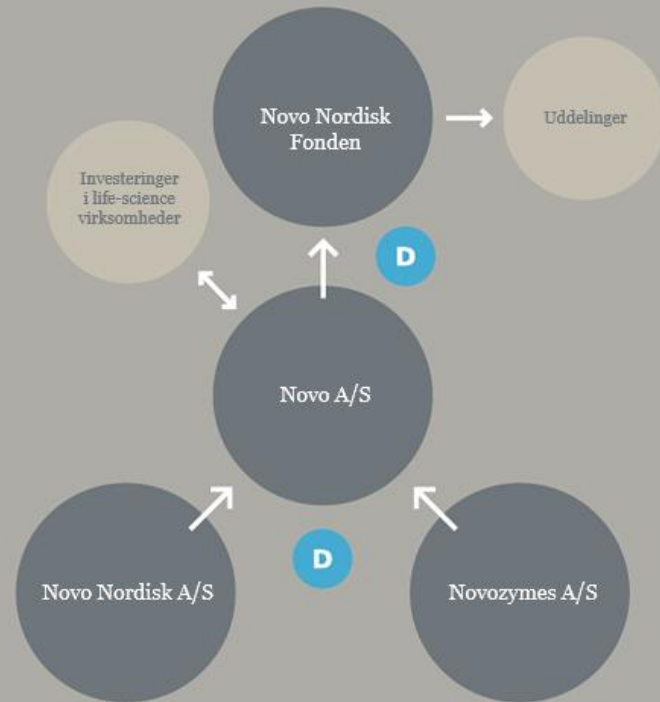 Novo Nordisk
Fonden
Uddelinger
Investeringer
i life-science
virksomheder
D
Novo A/S
D
Novo Nordisk A/S
Novozymes A/S